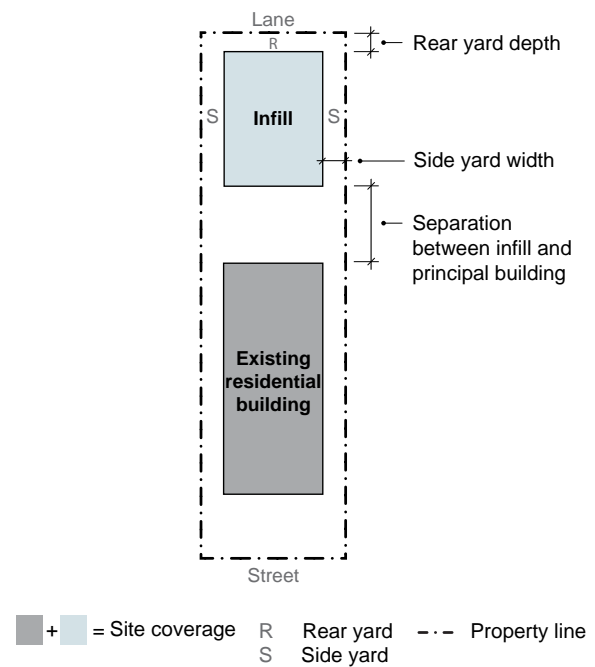 Lane
R
Rear yard depth
S
Infill
S
Side yard width
Separation
between infill and
principal building
Existing
residential
building
Street
+ = Site coverage
R Rear yard
S Side yard
Property line